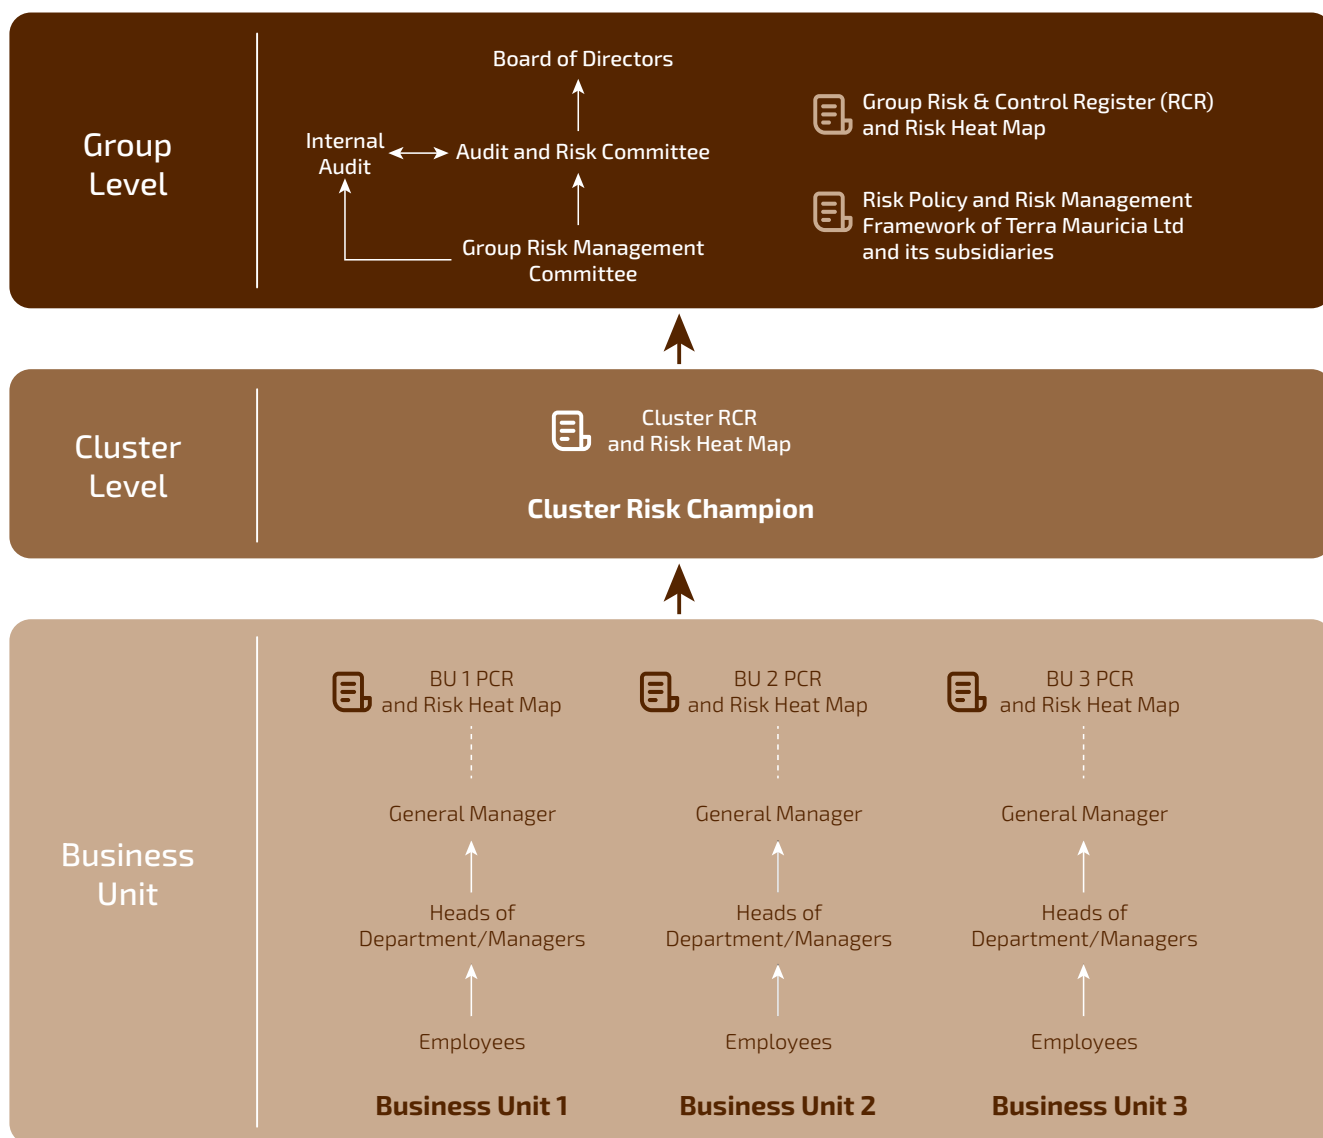 Group
Level
Board of Directors
Internal
Audit
Audit and Risk Committee
Group Risk Management
Committee
Group Risk & Control Register (RCR)
and Risk Heat Map
Risk Policy and Risk Management
Framework of Terra Mauricia Ltd
and its subsidiaries
Cluster
Level
Cluster RCR
and Risk Heat Map
Cluster Risk Champion
Business
Unit
BU 1 PCR
and Risk Heat Map
General Manager
Heads of
Department/Managers
Employees
Business Unit 1
BU 2 PCR
and Risk Heat Map
General Manager
Heads of
Department/Managers
Employees
Business Unit 2
BU 3 PCR
and Risk Heat Map
General Manager
Heads of
Department/Managers
Employees
Business Unit 3